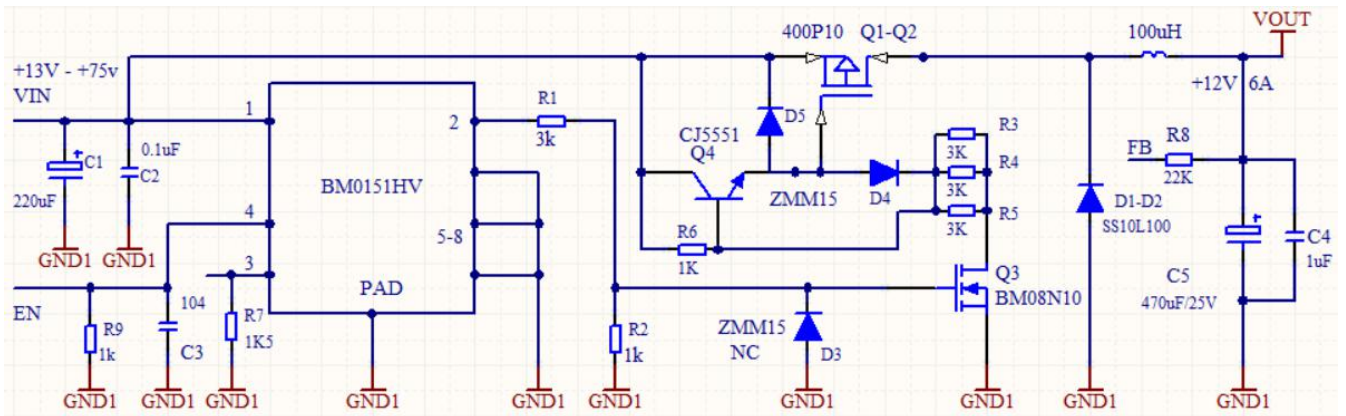 VOUT
400P10 Q1-Q2
100uH
+13V - +75v
VIN
+12V 6A
1
2
R1
3k
D5
R3
3K
R4
3K
R5
3K
CJ5551
Q4
0.1uF
C2
C1
220uF
BM0151HV
FB
R8
22K
ZMM15
D4
D1-D2
SS10L100
4
5-8
R6
1K
C4
1uF
GND1
GND1
3
PAD
Q3
BM08N10
C5
470uF/25V
EN
104
C3
R9
1k
R7
1K5
R2
1k
ZMM15
NC
D3
GND1
GND1
GND1
GND1
GND1
GND1
GND1
GND1
GND1
GND1